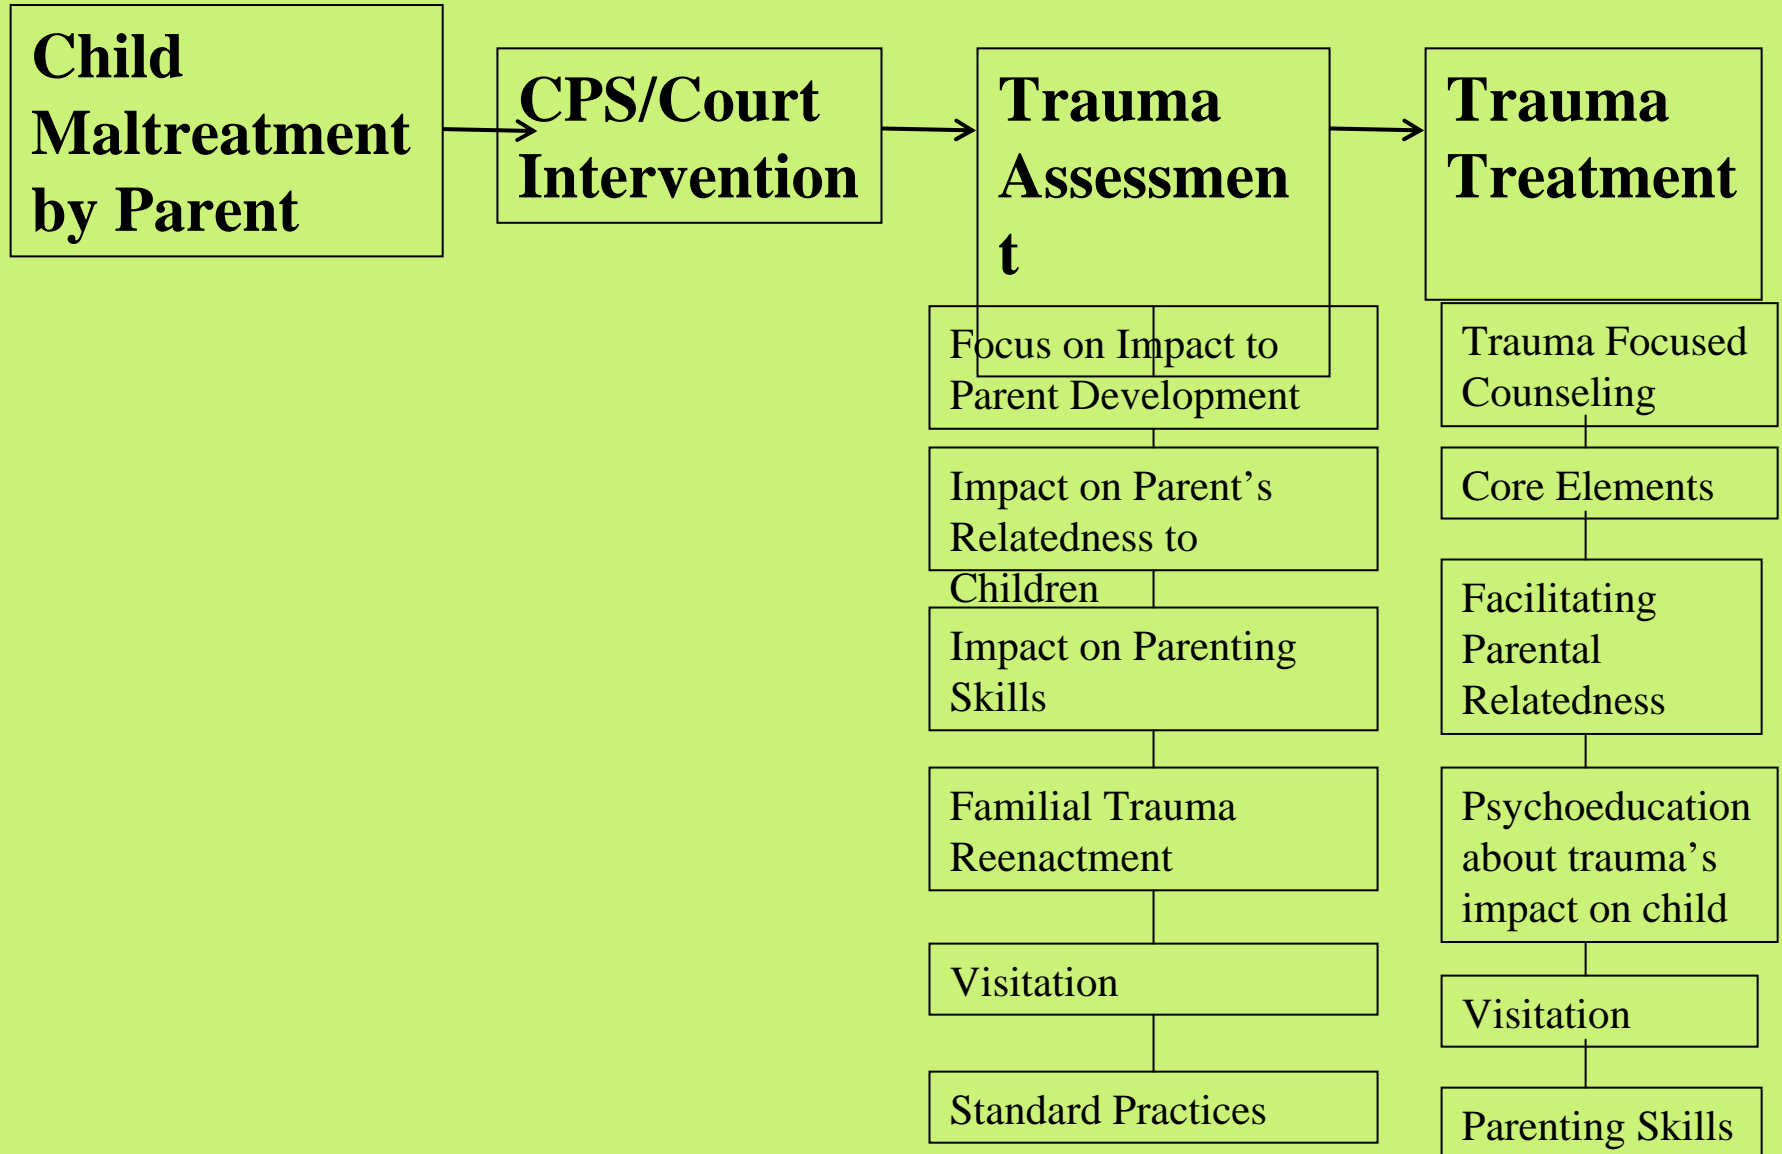 Child
Maltreatment
by Parent
CPS/Court
Intervention
Trauma
Assessmen
t
Focus on Impact to
Parent Development
Impact on Parent’s
Relatedness to
Children
Impact on Parenting
Skills
Familial Trauma
Reenactment
Visitation
Standard Practices
Trauma
Treatment
Trauma Focused
Counseling
Core Elements
Facilitating
Parental
Relatedness
Psychoeducation
about trauma’s
impact on child
Visitation
Parenting Skills